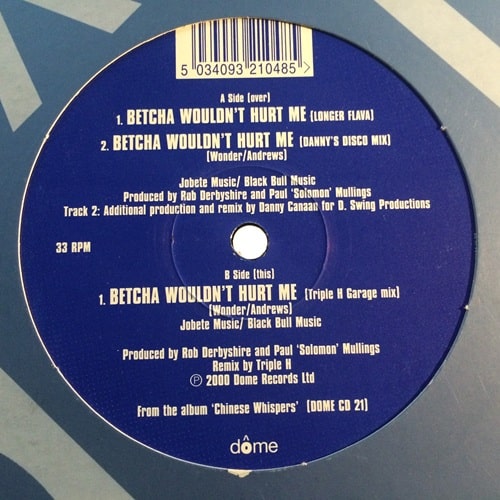 5 034093 210485
A Side (over)
1. BETCHA WOULDN'T HURT ME (LONGER FLAVA)
2. BETCHA WOULDN'T HURT ME (DANNY'S DISCO MIX)
(Wonder/Andrews)
Jobete Music/ Black Bull Music
Produced by Rob Derbyshire and Paul 'Solomon' Mullings
Track 2: Additional production and remix by Danny Canaan for D. Swing Productions
33 RPM
B Side (this)
1. BETCHA WOULDN'T HURT ME (Triple H Garage mix)
(Wonder/Andrews)
Jobete Music/ Black Bull Music
Produced by Rob Derbyshire and Paul 'Solomon' Mullings
Remix by Triple H
℗ 2000 Dome Records Ltd
From the album 'Chinese Whispers' (DOME CD 21)
dôme